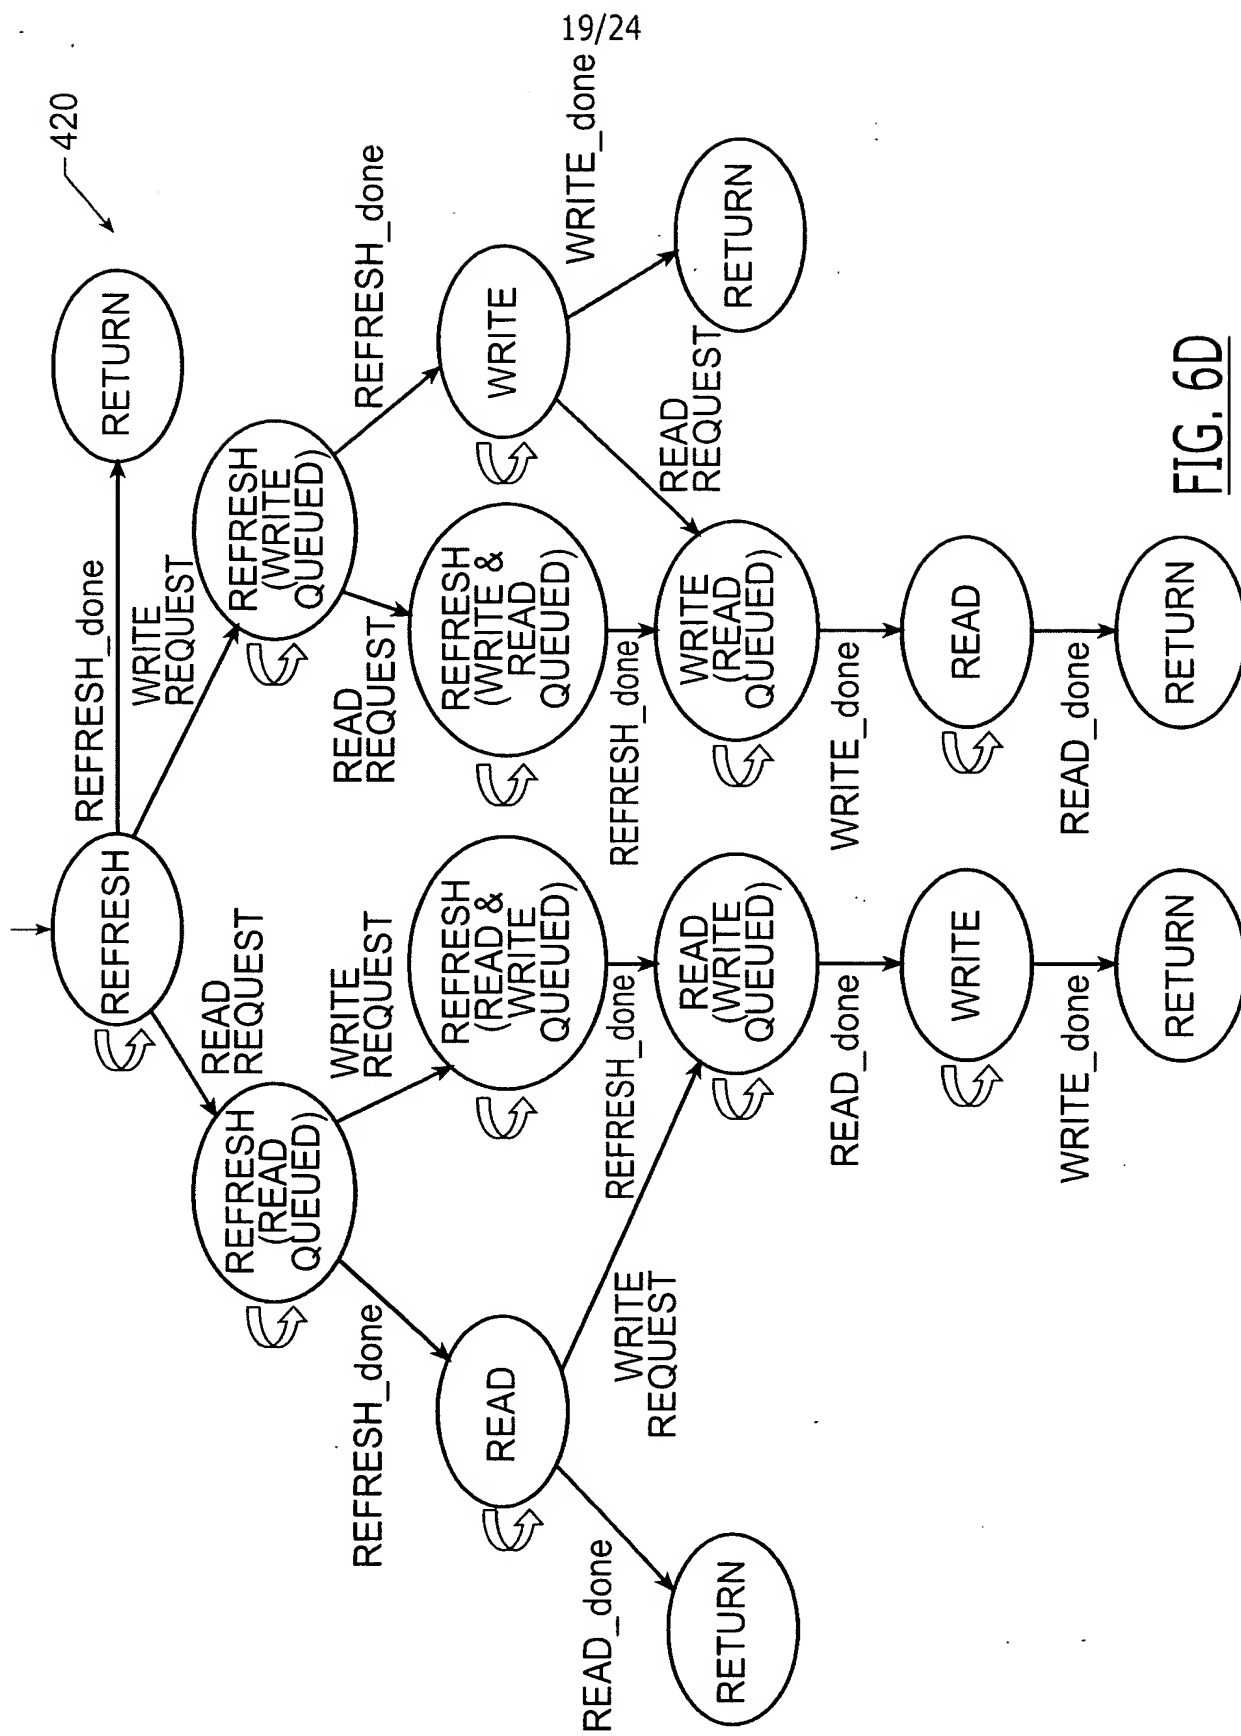 19/24
420
REFRESH
REFRESH_done
RETURN
READ
REQUEST
WRITE
REQUEST
REFRESH
(READ
QUEUED)
REFRESH
(WRITE
QUEUED)
REFRESH_done
WRITE
REQUEST
READ
REQUEST
REFRESH_done
READ
REFRESH
(READ &
WRITE
QUEUED)
REFRESH
(WRITE &
READ
QUEUED)
WRITE
READ_done
WRITE
REQUEST
REFRESH_done
REFRESH_done
READ
REQUEST
WRITE_done
RETURN
READ
(WRITE
QUEUED)
WRITE
(READ
QUEUED)
RETURN
READ_done
WRITE_done
WRITE
READ
WRITE_done
READ_done
RETURN
RETURN
FIG. 6D